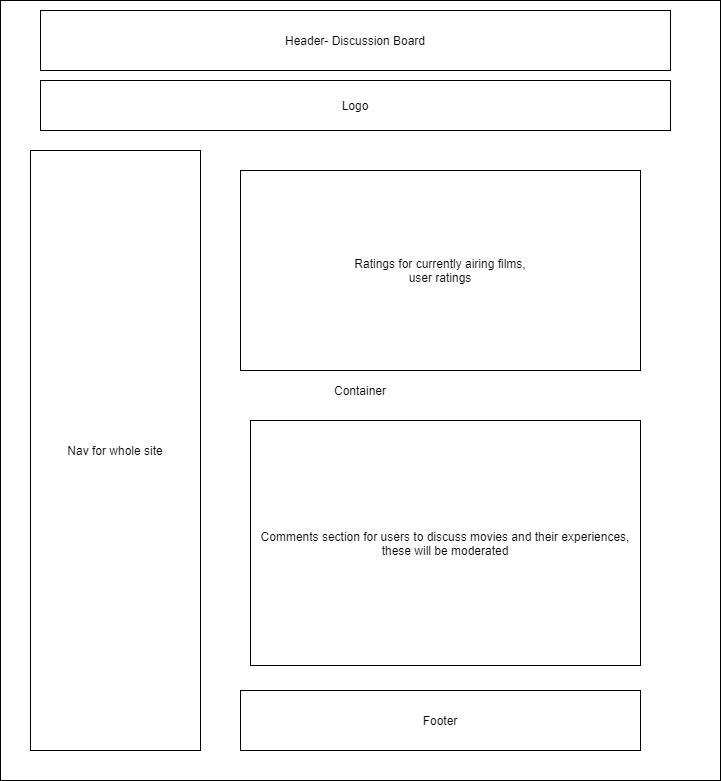 Header- Discussion Board
Logo
Nav for whole site
Ratings for currently airing films,
user ratings
Container
Comments section for users to discuss movies and their experiences,
these will be moderated
Footer